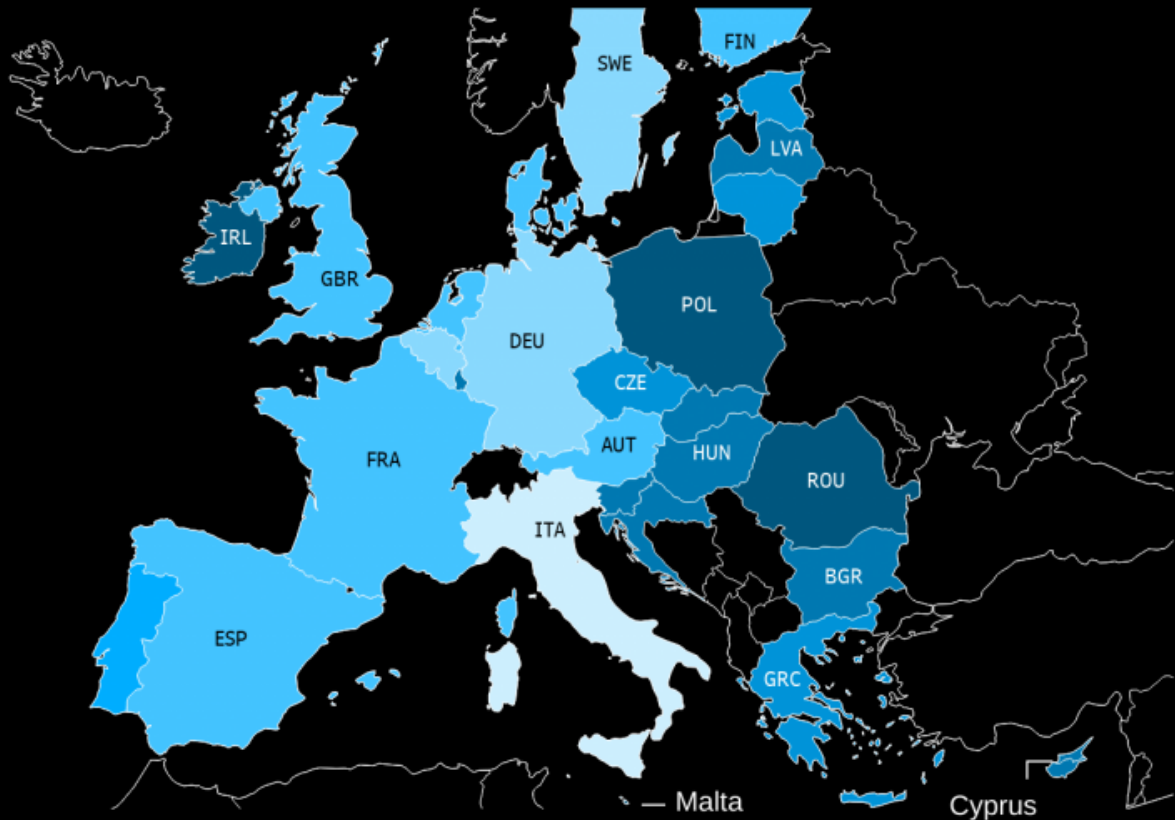 SWE
FIN
LVA
IRL
GBR
POL
DEU
CZE
AUT
HUN
FRA
ROU
ITA
BGR
ESP
GRC
Malta
Cyprus